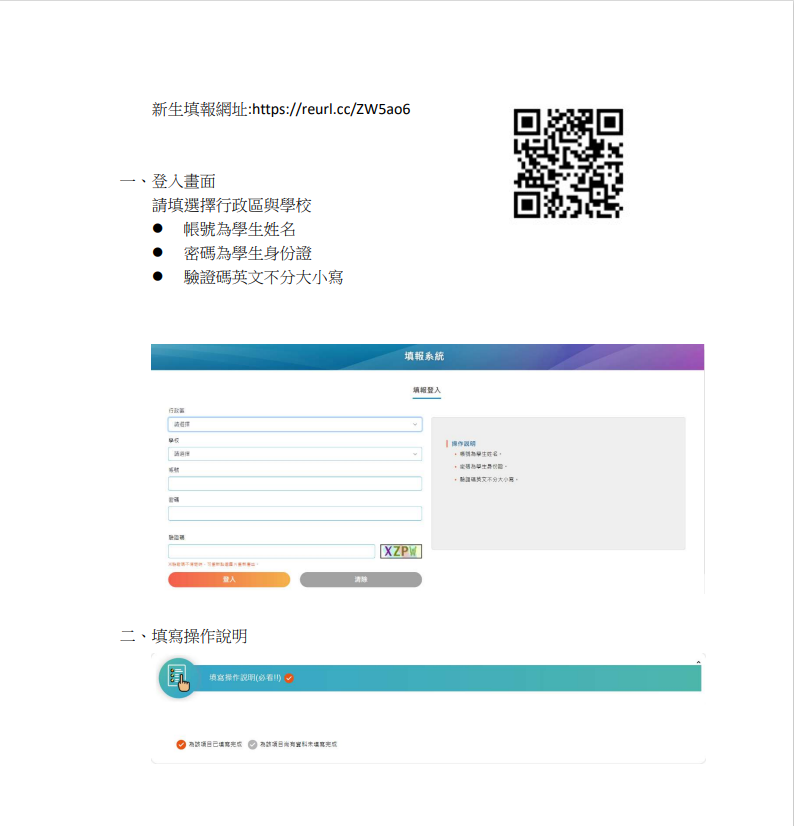 新生填報網址:https://reurl.cc/ZW5ao6
一、登入畫面
請填選擇行政區與學校
● 帳號為學生姓名
● 密碼為學生身份證
● 驗證碼英文不分大小寫
填報系統
填報登入
行政區
請選擇
學校
請選擇
帳號
密碼
驗證碼
XZPW
登入
清除
操作說明
• 帳號為學生姓名。
• 密碼為學生身份證。
• 驗證碼英文不分大小寫。
二、填寫操作說明
填寫操作說明(必看!!)
為該項目已填寫完成
為該項目尚有資料未填寫完成